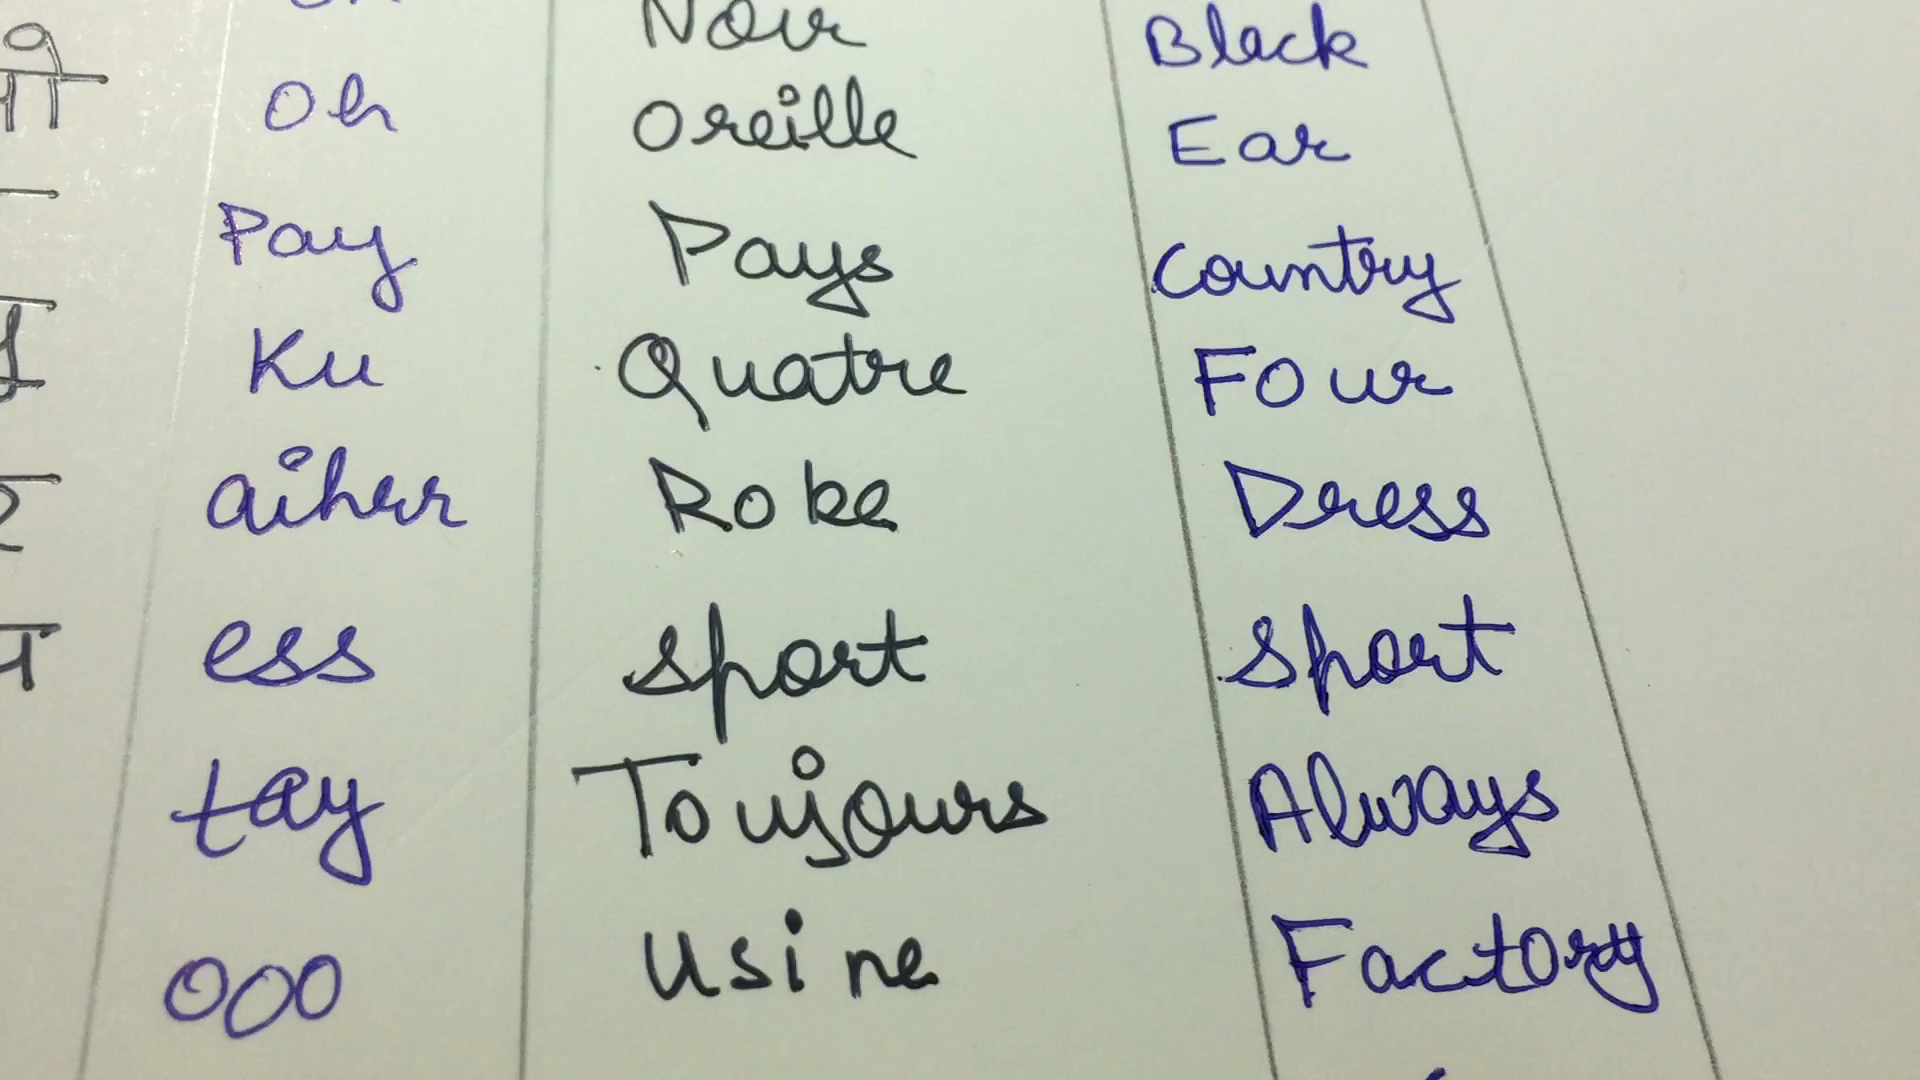 Noir Black
Oh Oreille Ear
Pay Pays Country
Ku Quatre Four
aiherr Robe Dress
ess sport sport
tay Toujours Always
ooo Usine Factory